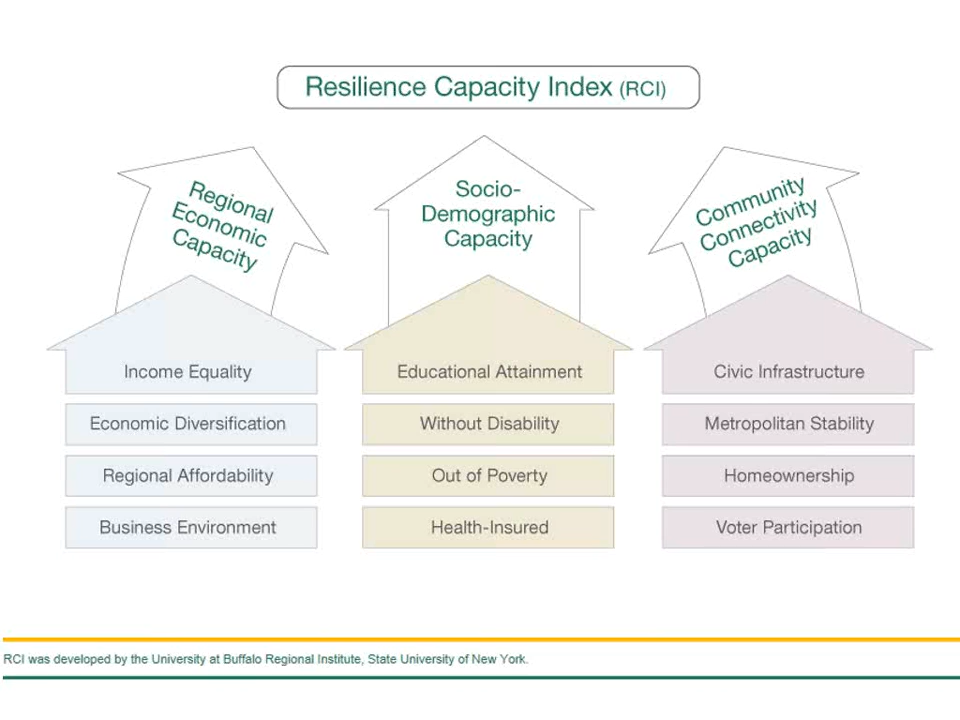 Resilience Capacity Index (RCI)
Regional
Economic
Capacity
Socio-
Demographic
Capacity
Community
Connectivity
Capacity
Income Equality
Economic Diversification
Regional Affordability
Business Environment
Educational Attainment
Without Disability
Out of Poverty
Health-Insured
Civic Infrastructure
Metropolitan Stability
Homeownership
Voter Participation
RCI was developed by the University at Buffalo Regional Institute, State University of New York.